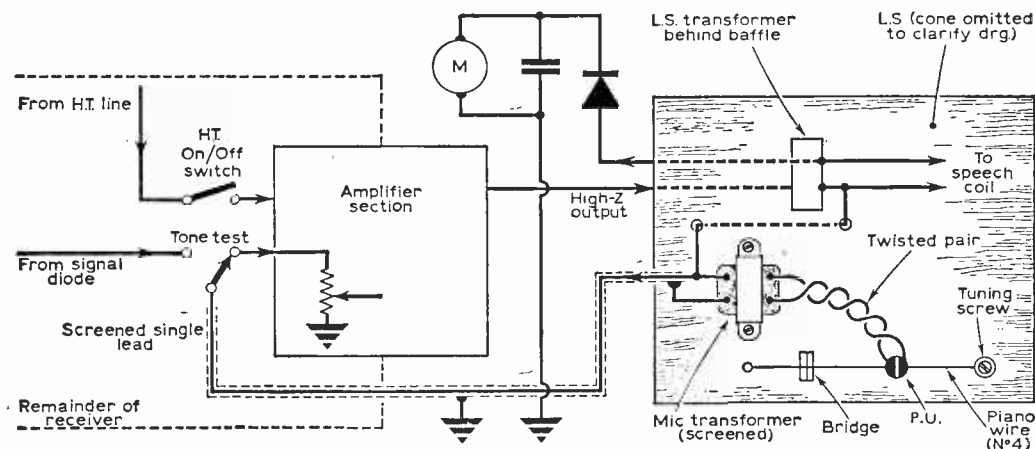 L.S. transformer
behind baffle
L.S (cone omitted
to clarify drg.)
M
From H.T. line
H.T.
On/Off
switch
Amplifier
section
High-Z
output
To
speech
coil
Tone test
From signal
diode
Twisted pair
Tuning
screw
Screened single
lead
Remainder of
receiver
Mic transformer
(screened)
Bridge
P.U.
Piano
wire
(Nº4)